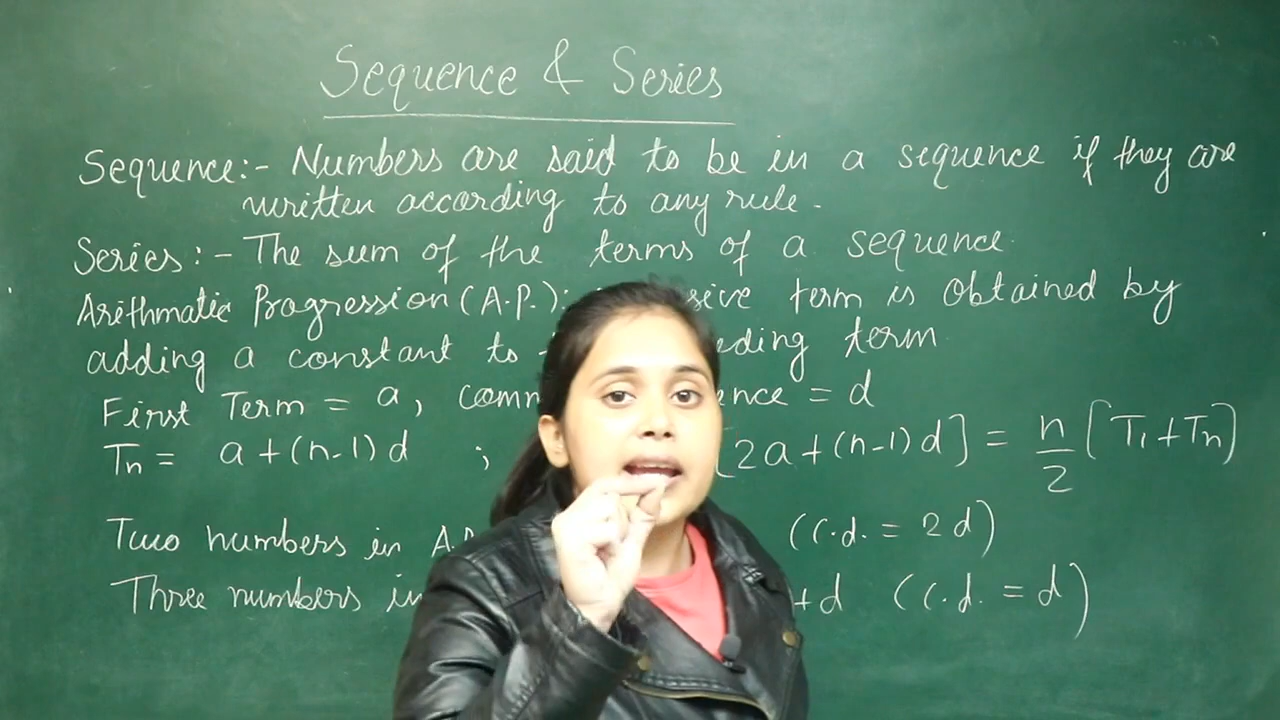 Sequence & Series
Sequence:- Numbers are said to be in a sequence if they are
written according to any rule.
Series:- The sum of the terms of a sequence.
Arithmatic Progression (A.P.): term is obtained by
adding a constant to term
First Term = a, = d
Tn = a+(n-1)d ; [2a+(n-1)d] = n/2 [T1+Tn]
Two numbers in (c.d. = 2d)
Three numbers in +d (c.d. = d)